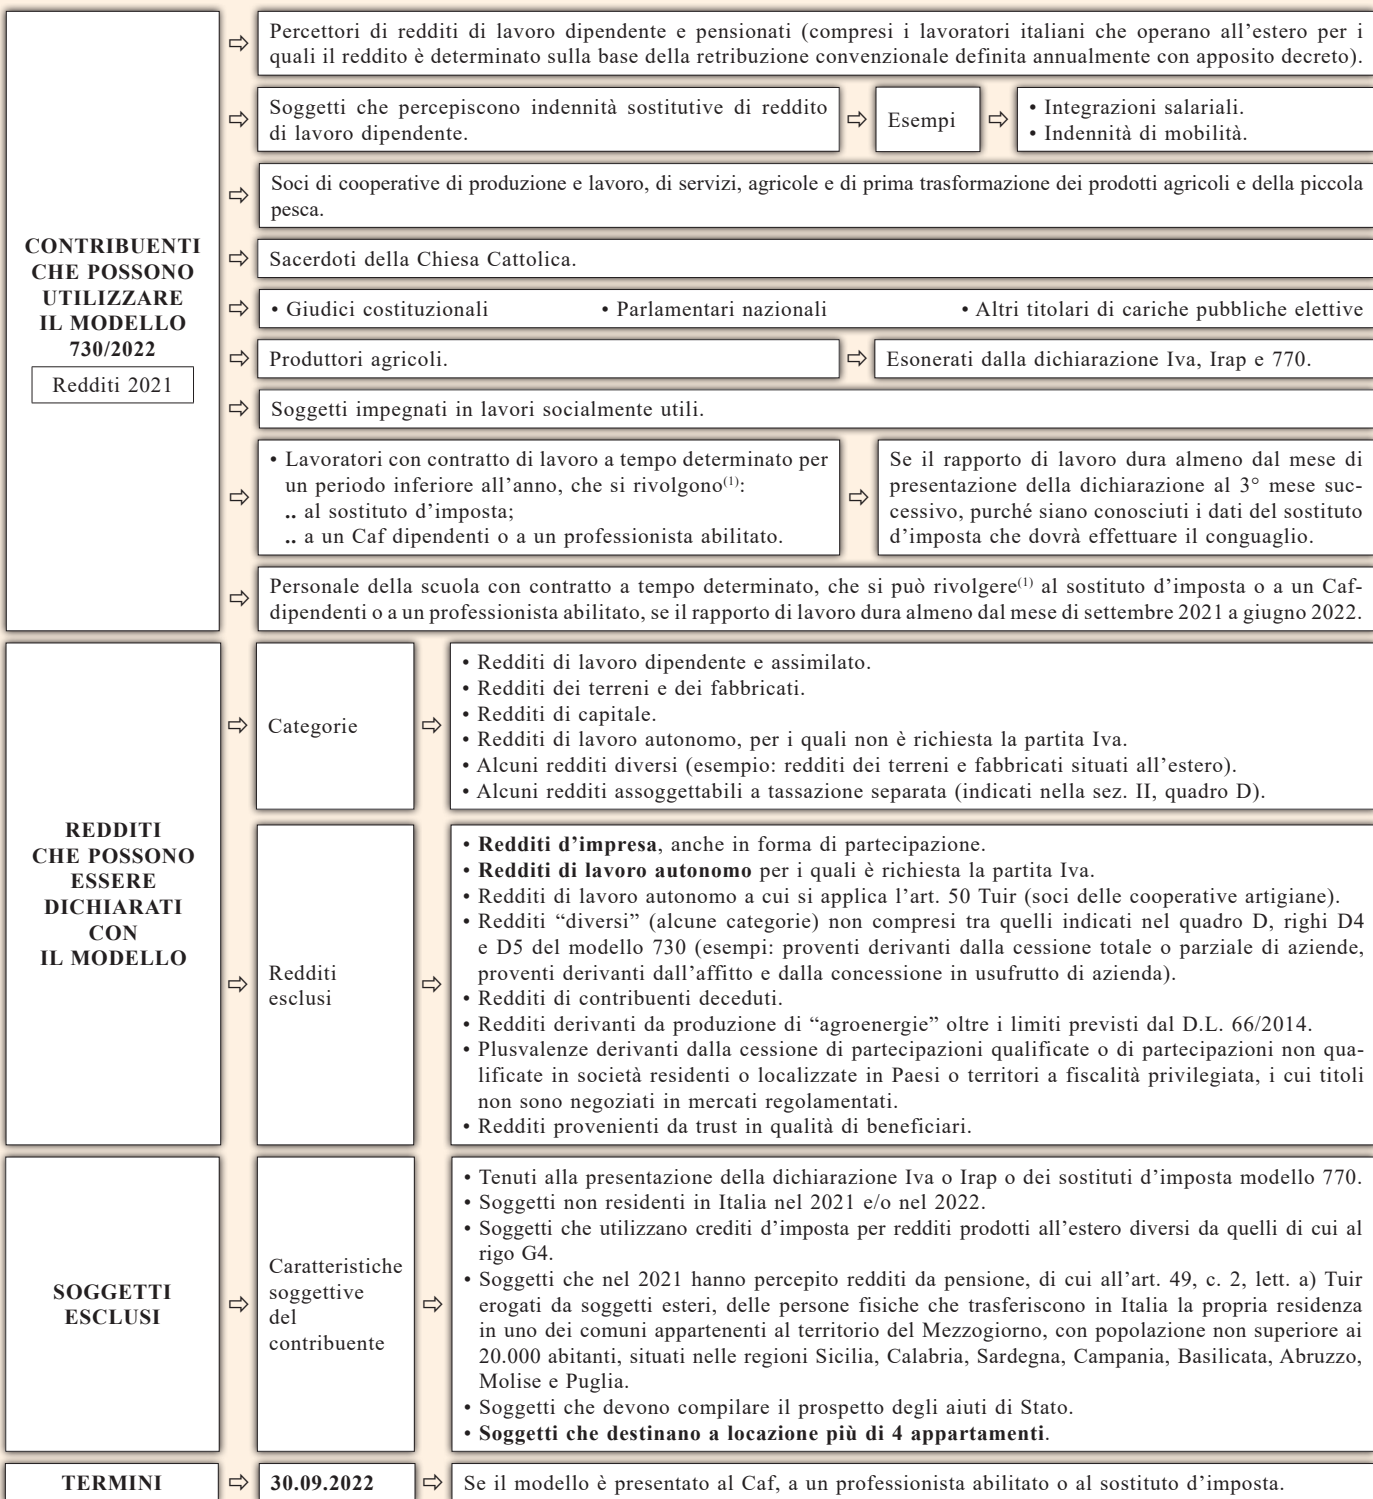 CONTRIBUENTI
CHE POSSONO
UTILIZZARE
IL MODELLO
730/2022
Redditi 2021
⇨
Percettori di redditi di lavoro dipendente e pensionati (compresi i lavoratori italiani che operano all’estero per i
quali il reddito è determinato sulla base della retribuzione convenzionale definita annualmente con apposito decreto).
⇨
Soggetti che percepiscono indennità sostitutive di reddito
di lavoro dipendente.
⇨
Esempi
⇨
• Integrazioni salariali.
• Indennità di mobilità.
⇨
Soci di cooperative di produzione e lavoro, di servizi, agricole e di prima trasformazione dei prodotti agricoli e della piccola
pesca.
⇨
Sacerdoti della Chiesa Cattolica.
⇨
• Giudici costituzionali • Parlamentari nazionali • Altri titolari di cariche pubbliche elettive
⇨
Produttori agricoli.
⇨
Esonerati dalla dichiarazione Iva, Irap e 770.
⇨
Soggetti impegnati in lavori socialmente utili.
⇨
• Lavoratori con contratto di lavoro a tempo determinato per
un periodo inferiore all’anno, che si rivolgono(1):
.. al sostituto d’imposta;
.. a un Caf dipendenti o a un professionista abilitato.
⇨
Se il rapporto di lavoro dura almeno dal mese di
presentazione della dichiarazione al 3° mese suc-
cessivo, purché siano conosciuti i dati del sostituto
d’imposta che dovrà effettuare il conguaglio.
⇨
Personale della scuola con contratto a tempo determinato, che si può rivolgere(1) al sostituto d’imposta o a un Caf-
dipendenti o a un professionista abilitato, se il rapporto di lavoro dura almeno dal mese di settembre 2021 a giugno 2022.
REDDITI
CHE POSSONO
ESSERE
DICHIARATI
CON
IL MODELLO
⇨
Categorie
⇨
• Redditi di lavoro dipendente e assimilato.
• Redditi dei terreni e dei fabbricati.
• Redditi di capitale.
• Redditi di lavoro autonomo, per i quali non è richiesta la partita Iva.
• Alcuni redditi diversi (esempio: redditi dei terreni e fabbricati situati all’estero).
• Alcuni redditi assoggettabili a tassazione separata (indicati nella sez. II, quadro D).
⇨
Redditi
esclusi
⇨
• Redditi d’impresa, anche in forma di partecipazione.
• Redditi di lavoro autonomo per i quali è richiesta la partita Iva.
• Redditi di lavoro autonomo a cui si applica l’art. 50 Tuir (soci delle cooperative artigiane).
• Redditi “diversi” (alcune categorie) non compresi tra quelli indicati nel quadro D, righi D4
e D5 del modello 730 (esempi: proventi derivanti dalla cessione totale o parziale di aziende,
proventi derivanti dall’affitto e dalla concessione in usufrutto di azienda).
• Redditi di contribuenti deceduti.
• Redditi derivanti da produzione di “agroenergie” oltre i limiti previsti dal D.L. 66/2014.
• Plusvalenze derivanti dalla cessione di partecipazioni qualificate o di partecipazioni non qua-
lificate in società residenti o localizzate in Paesi o territori a fiscalità privilegiata, i cui titoli
non sono negoziati in mercati regolamentati.
• Redditi provenienti da trust in qualità di beneficiari.
SOGGETTI
ESCLUSI
⇨
Caratteristiche
soggettive
del
contribuente
⇨
• Tenuti alla presentazione della dichiarazione Iva o Irap o dei sostituti d’imposta modello 770.
• Soggetti non residenti in Italia nel 2021 e/o nel 2022.
• Soggetti che utilizzano crediti d’imposta per redditi prodotti all’estero diversi da quelli di cui al
rigo G4.
• Soggetti che nel 2021 hanno percepito redditi da pensione, di cui all’art. 49, c. 2, lett. a) Tuir
erogati da soggetti esteri, delle persone fisiche che trasferiscono in Italia la propria residenza
in uno dei comuni appartenenti al territorio del Mezzogiorno, con popolazione non superiore ai
20.000 abitanti, situati nelle regioni Sicilia, Calabria, Sardegna, Campania, Basilicata, Abruzzo,
Molise e Puglia.
• Soggetti che devono compilare il prospetto degli aiuti di Stato.
• Soggetti che destinano a locazione più di 4 appartamenti.
TERMINI
⇨
30.09.2022
⇨
Se il modello è presentato al Caf, a un professionista abilitato o al sostituto d’imposta.